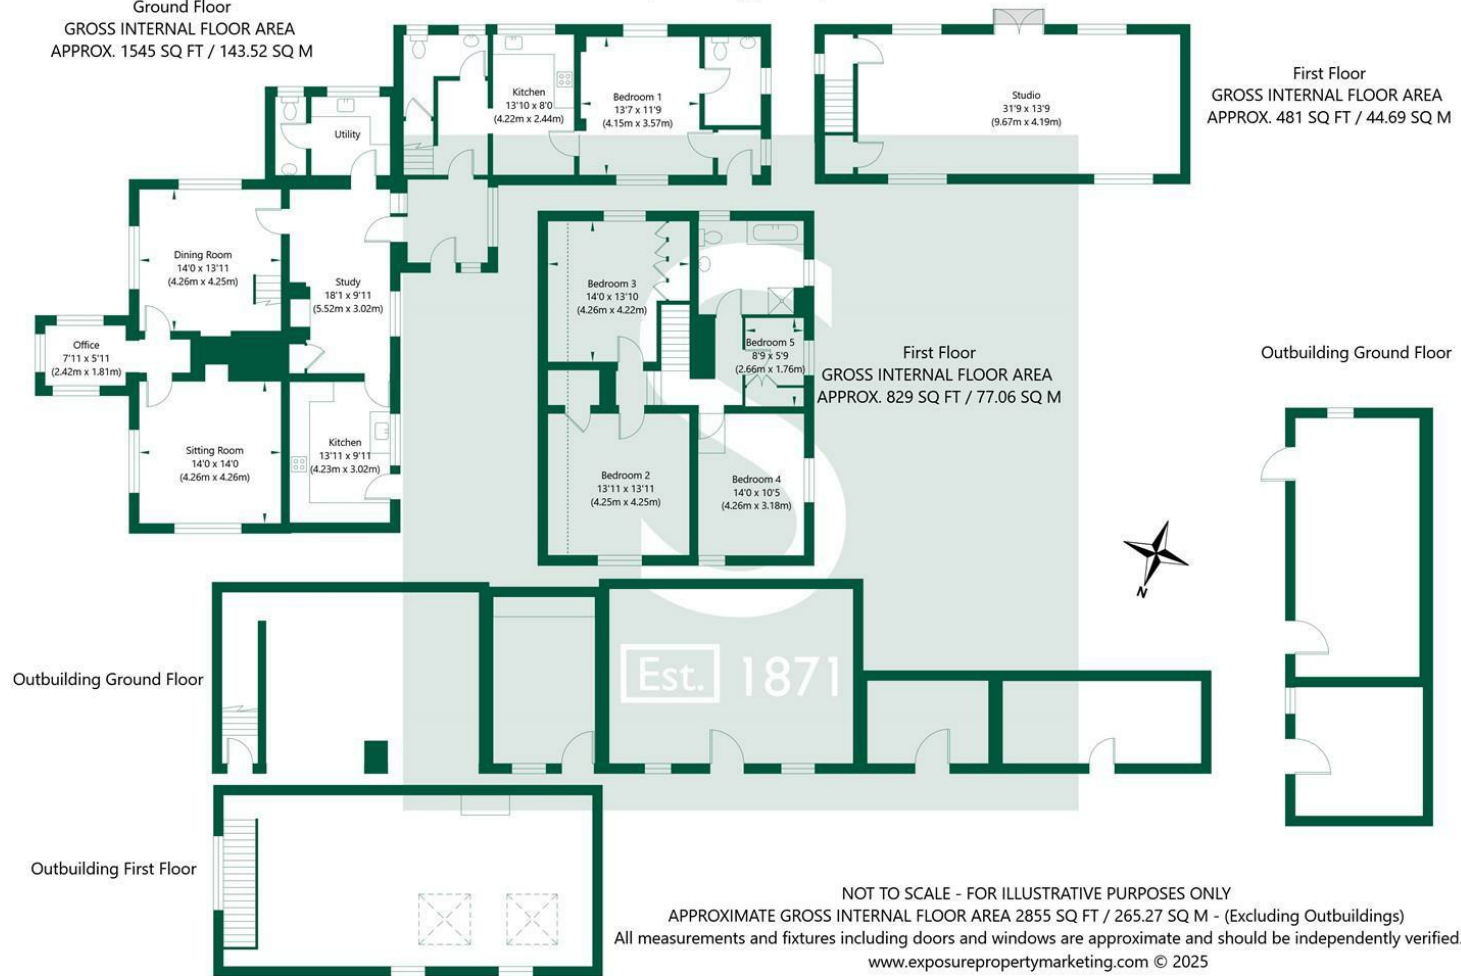 Ground Floor
GROSS INTERNAL FLOOR AREA
APPROX. 1545 SQ FT / 143.52 SQ M
Kitchen
13'10 x 8'0
(4.22m x 2.44m)
Bedroom 1
13'7 x 11'9
(4.15m x 3.57m)
Studio
31'9 x 13'9
(9.67m x 4.19m)
First Floor
GROSS INTERNAL FLOOR AREA
APPROX. 481 SQ FT / 44.69 SQ M
Utility
Dining Room
14'0 x 13'11
(4.26m x 4.25m)
Study
18'1 x 9'11
(5.52m x 3.02m)
Office
7'11 x 5'11
(2.42m x 1.81m)
Sitting Room
14'0 x 14'0
(4.26m x 4.26m)
Kitchen
13'11 x 9'11
(4.23m x 3.02m)
Bedroom 3
14'0 x 13'10
(4.26m x 4.22m)
Bedroom 5
8'9 x 5'9
(2.66m x 1.76m)
Bedroom 2
13'11 x 13'11
(4.25m x 4.25m)
Bedroom 4
14'0 x 10'5
(4.26m x 3.18m)
First Floor
GROSS INTERNAL FLOOR AREA
APPROX. 829 SQ FT / 77.06 SQ M
Outbuilding Ground Floor
N
S
Est. 1871
Outbuilding Ground Floor
Outbuilding First Floor
NOT TO SCALE - FOR ILLUSTRATIVE PURPOSES ONLY
APPROXIMATE GROSS INTERNAL FLOOR AREA 2855 SQ FT / 265.27 SQ M - (Excluding Outbuildings)
All measurements and fixtures including doors and windows are approximate and should be independently verified.
www.exposurepropertymarketing.com © 2025